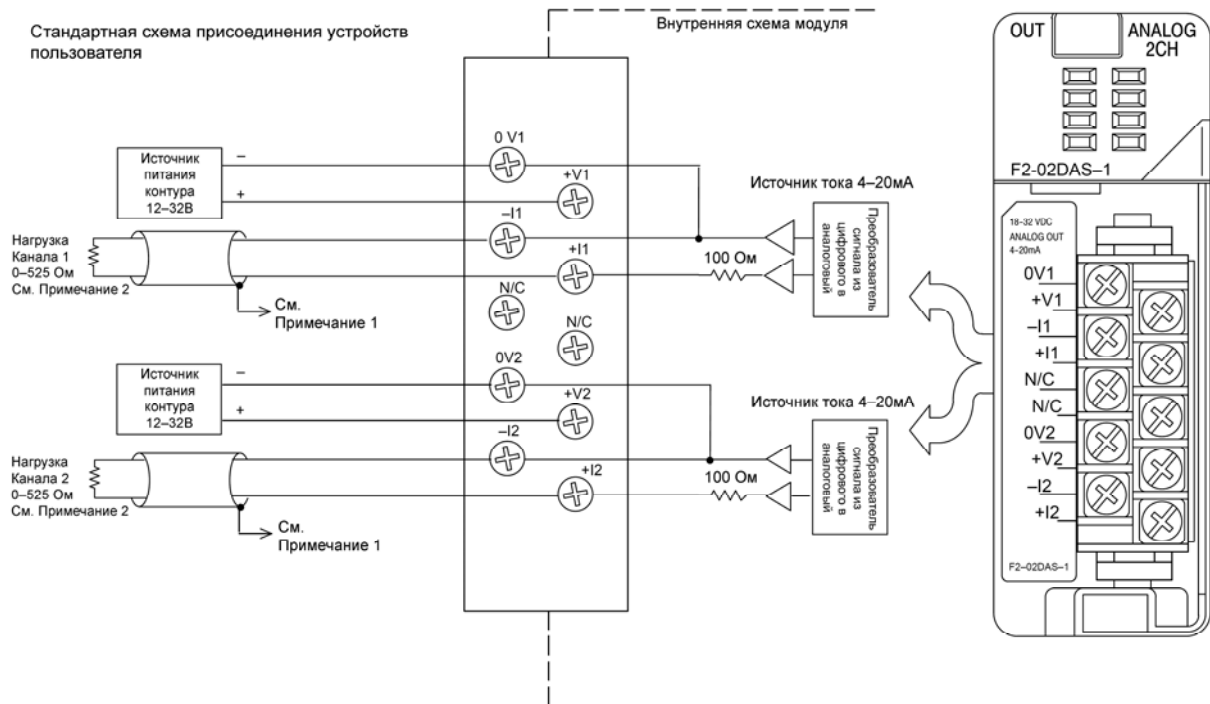 Стандартная схема присоединения устройств
пользователя
Внутренняя схема модуля
Источник
питания
контура
12–32В
–
+
0 V1
+V1
–I1
+I1
N/C
N/C
Нагрузка
Канала 1
0–525 Ом
См. Примечание 2
См.
Примечание 1
Источник тока 4–20мА
100 Ом
Преобразователь
сигнала из
цифрового в
аналоговый
Источник
питания
контура
12–32В
–
+
0V2
+V2
–I2
+I2
Нагрузка
Канала 2
0–525 Ом
См. Примечание 2
См.
Примечание 1
Источник тока 4–20мА
100 Ом
Преобразователь
сигнала из
цифрового в
аналоговый
OUT
ANALOG
2CH
F2-02DAS–1
18–32 VDC
ANALOG OUT
4–20mA
0V1
+V1
–I1
+I1
N/C
N/C
0V2
+V2
–I2
+I2
F2–02DAS–1